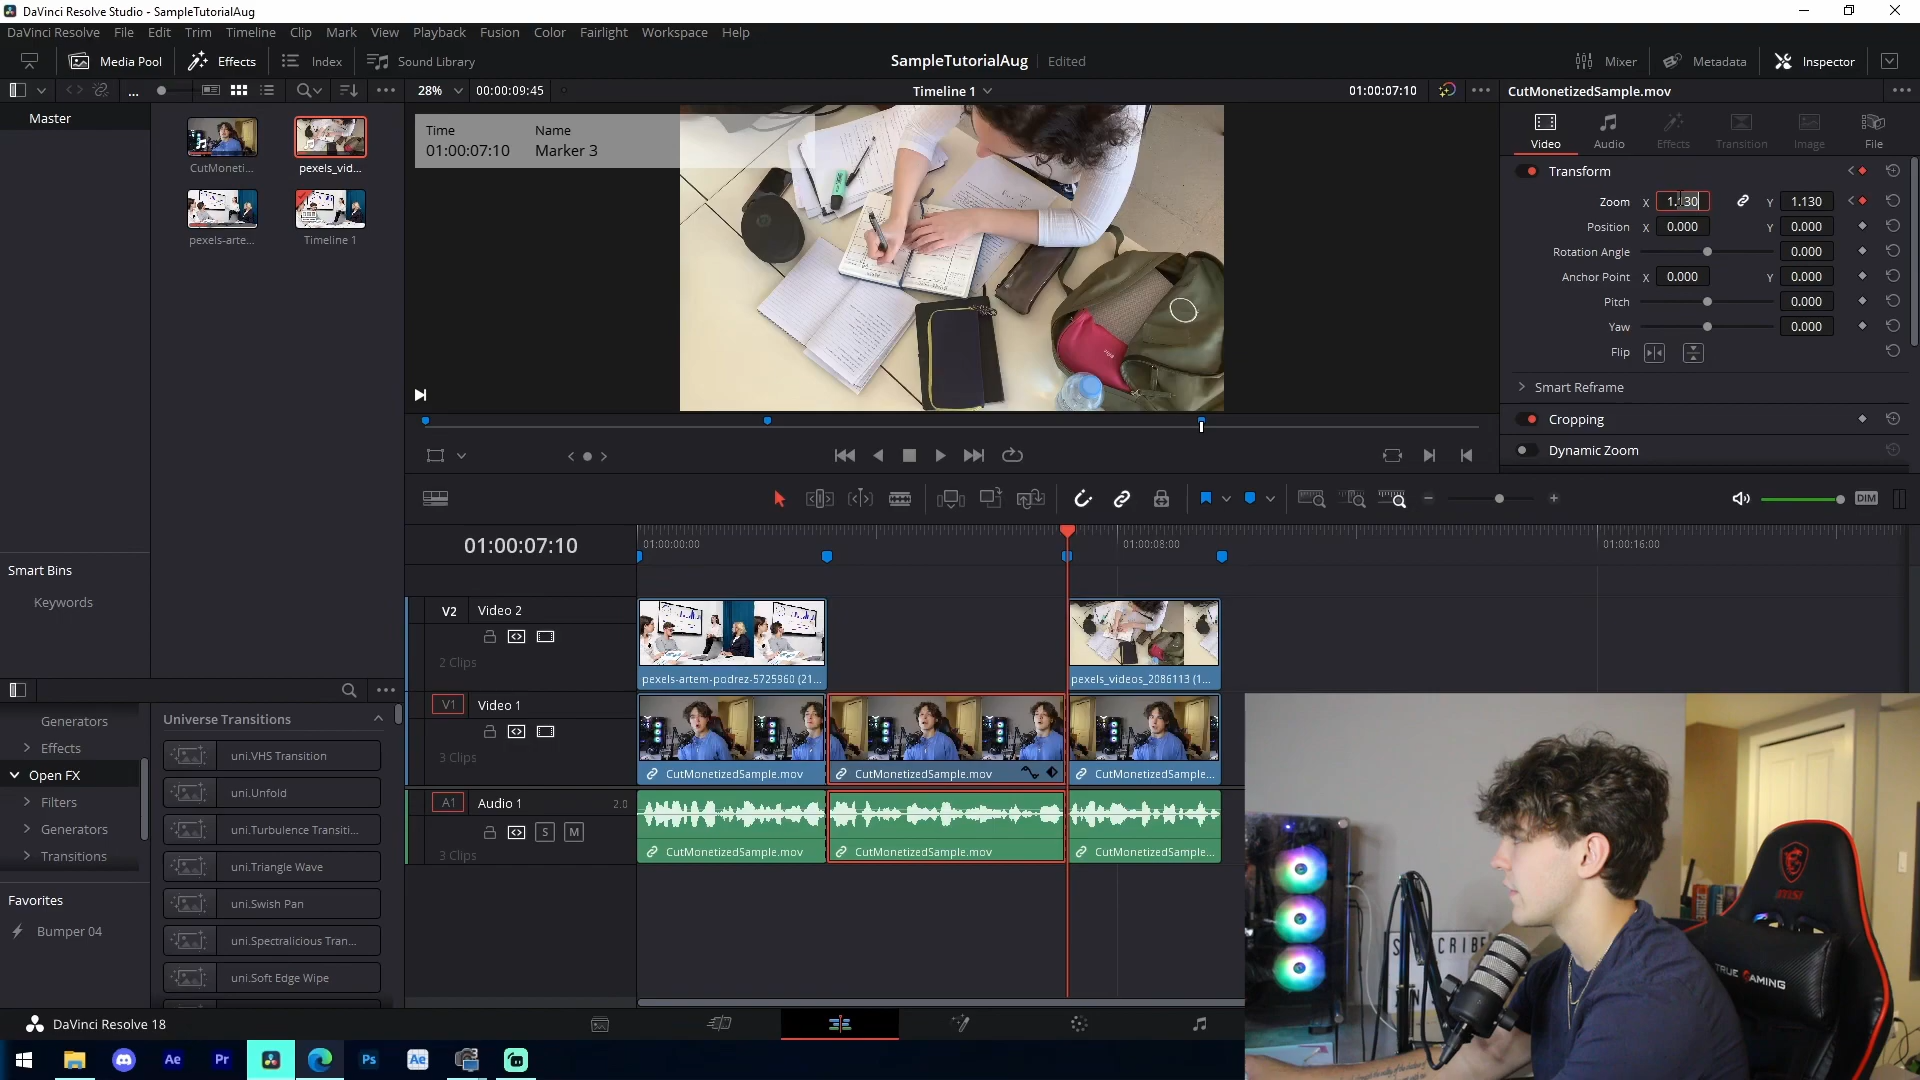 DaVinci Resolve Studio - SampleTutorialAug
DaVinci Resolve File Edit Trim Timeline Clip Mark View Playback Fusion Color Fairlight Workspace Help
Media Pool Effects Index Sound Library SampleTutorialAug Edited Mixer Metadata Inspector
... 28% 00:00:09:45 Timeline 1 01:00:07:10 CutMonetizedSample.mov
Master
CutMoneti...
pexels_vid...
pexels-arte...
Timeline 1
Time Name
01:00:07:10 Marker 3
Video Audio Effects Transition Image File
Transform
Zoom X 1.130 Y 1.130
Position X 0.000 Y 0.000
Rotation Angle 0.000
Anchor Point X 0.000 Y 0.000
Pitch 0.000
Yaw 0.000
Flip
Smart Reframe
Cropping
Dynamic Zoom
DIM
01:00:07:10
01:00:00:00 01:00:08:00 01:00:16:00
Smart Bins
Keywords
V2 Video 2
2 Clips
pexels-artem-podrez-5725960 (21...
pexels_videos_2086113 (1...
V1 Video 1
3 Clips
CutMonetizedSample.mov CutMonetizedSample.mov CutMonetizedSample...
A1 Audio 1 2.0
S M
3 Clips
CutMonetizedSample.mov CutMonetizedSample.mov CutMonetizedSample...
Generators
Effects
Open FX
Filters
Generators
Transitions
Favorites
Bumper 04
Universe Transitions
uni.VHS Transition
uni.Unfold
uni.Turbulence Transiti...
uni.Triangle Wave
uni.Swish Pan
uni.Spectralicious Tran...
uni.Soft Edge Wipe
DaVinci Resolve 18
Ae Pr Ps Ae
msi
TRUE GAMING